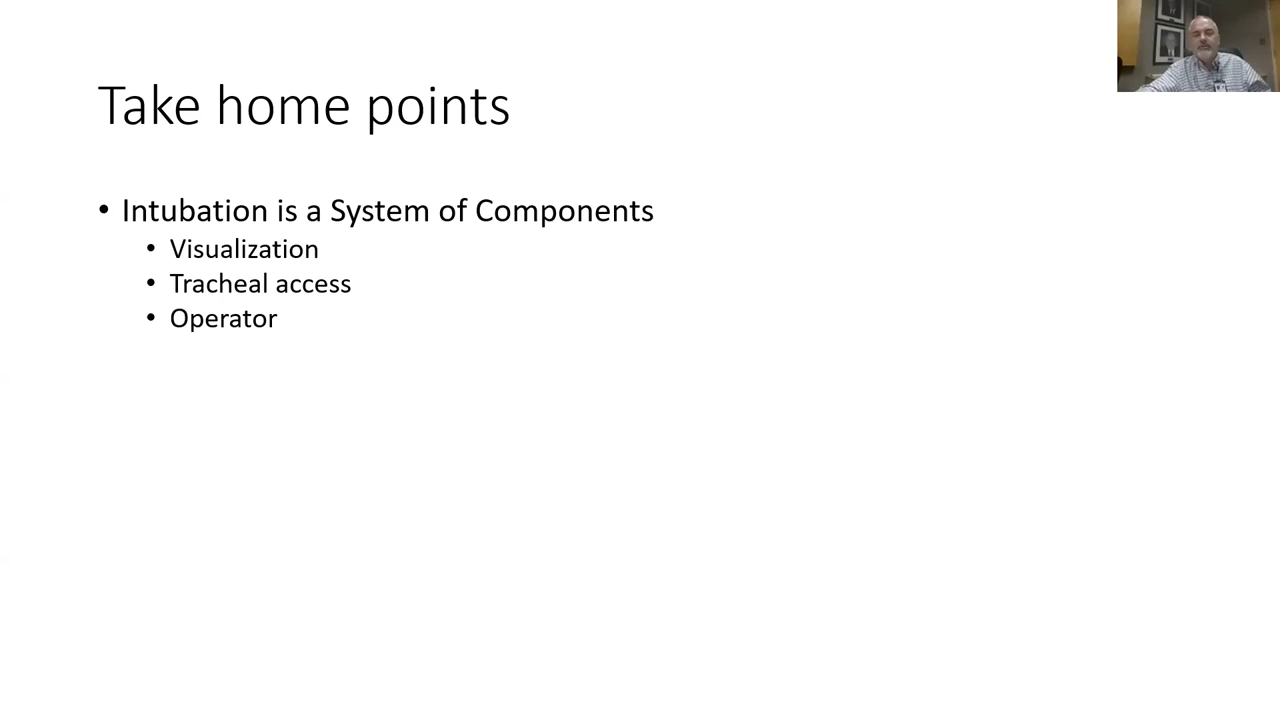 Take home points
• Intubation is a System of Components
• Visualization
• Tracheal access
• Operator